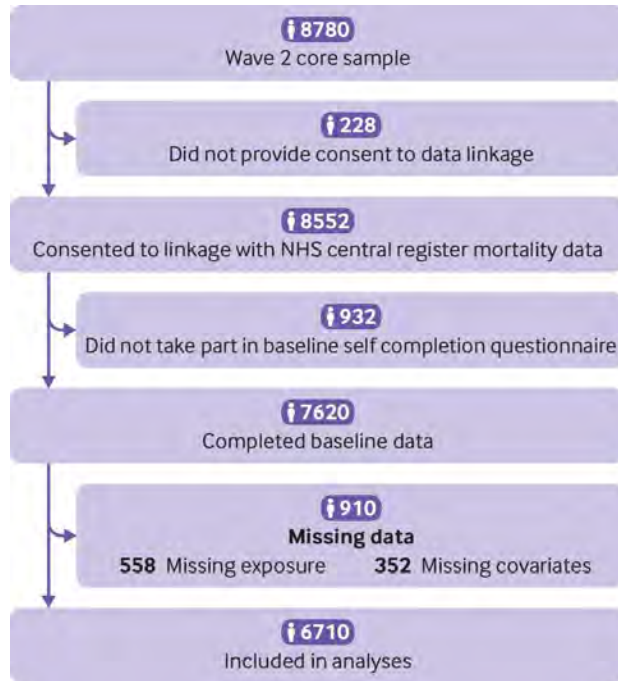 8780
Wave 2 core sample
228
Did not provide consent to data linkage
8552
Consented to linkage with NHS central register mortality data
932
Did not take part in baseline self completion questionnaire
7620
Completed baseline data
910
Missing data
558 Missing exposure 352 Missing covariates
6710
Included in analyses